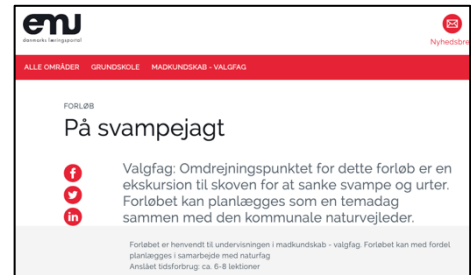 emu
danmarks læringsportal
Nyhedsbre
ALLE OMRÅDER GRUNDSKOLE MADKUNDSKAB - VALGFAG
FORLØB
På svampejagt
Valgfag: Omdrejningspunktet for dette forløb er en
ekskursion til skoven for at sanke svampe og urter.
Forløbet kan planlægges som en temadag
sammen med den kommunale naturvejleder.
Forløbet er henvendt til undervisningen i madkundskab - valgfag. Forløbet kan med fordel
planlægges i samarbejde med naturfag
Anslået tidsforbrug: ca. 6-8 lektioner